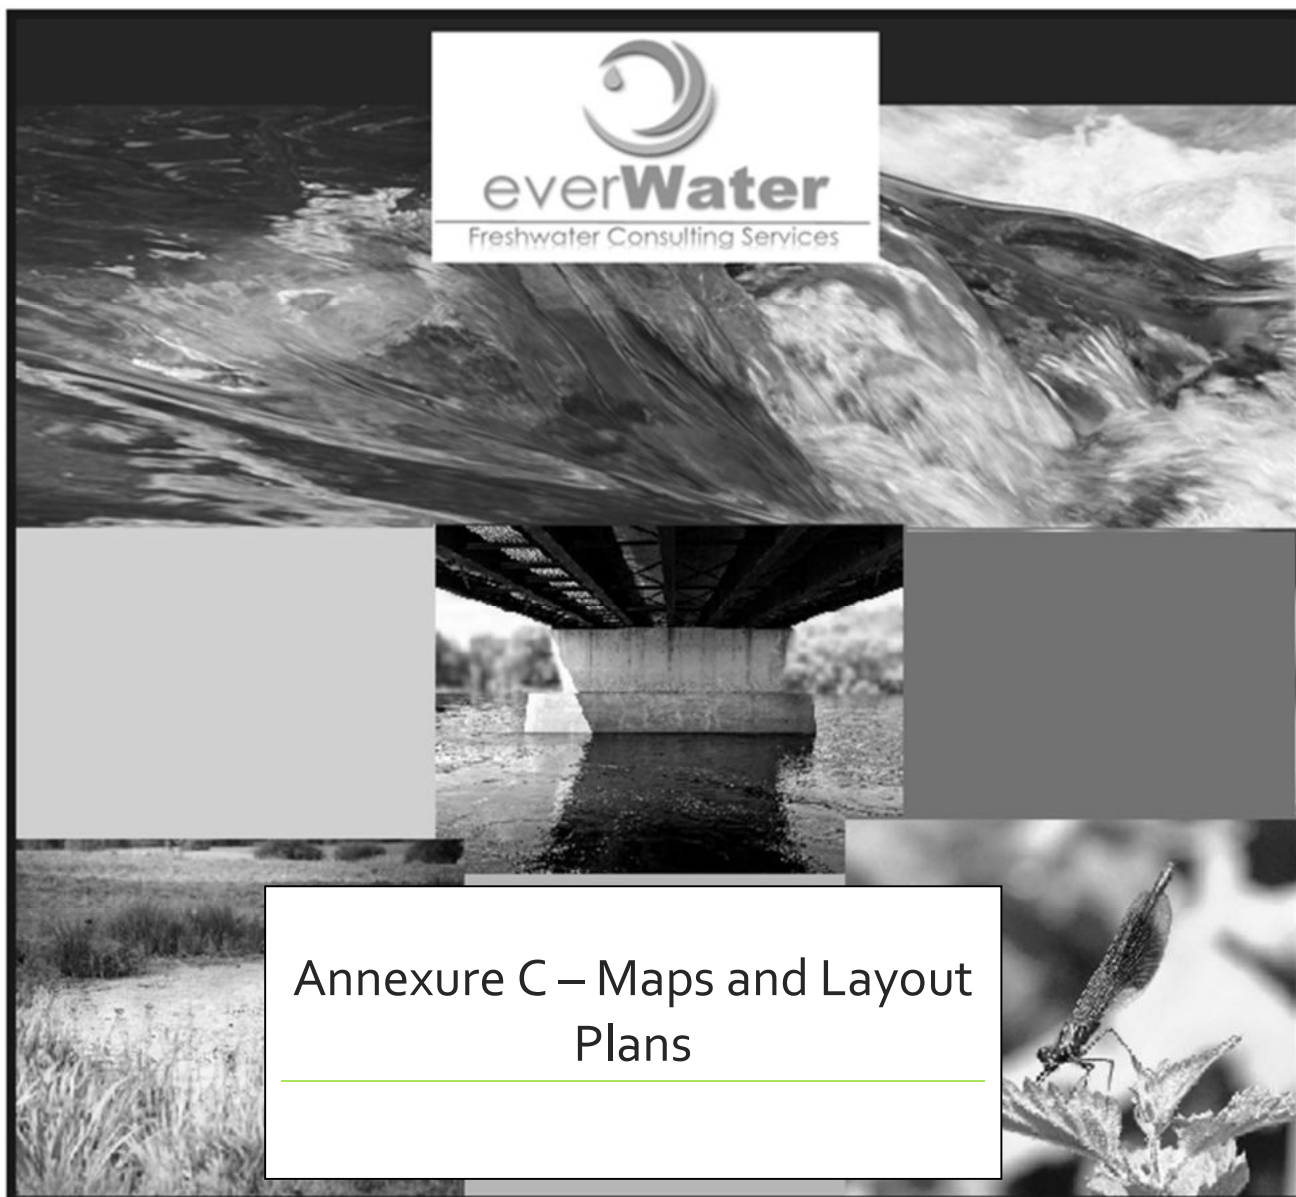 everWater
Freshwater Consulting Services
Annexure C – Maps and Layout
Plans